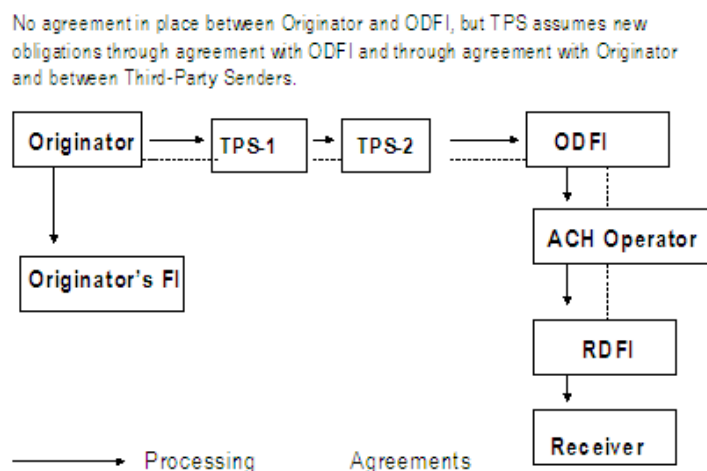 No agreement in place between Originator and ODFI, but TPS assumes new
obligations through agreement with ODFI and through agreement with Originator
and between Third-Party Senders.
Originator
TPS-1
TPS-2
ODFI
ACH Operator
Originator's FI
RDFI
Receiver
Processing
Agreements